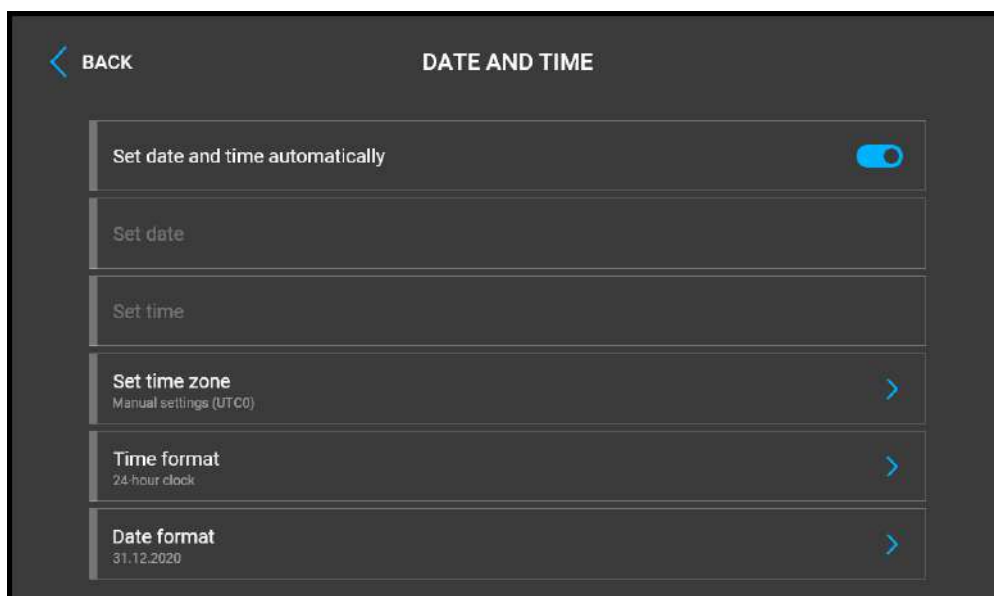 BACK
DATE AND TIME
Set date and time automatically
Set date
Set time
Set time zone
Manual settings (UTC0)
Time format
24-hour clock
Date format
31.12.2020